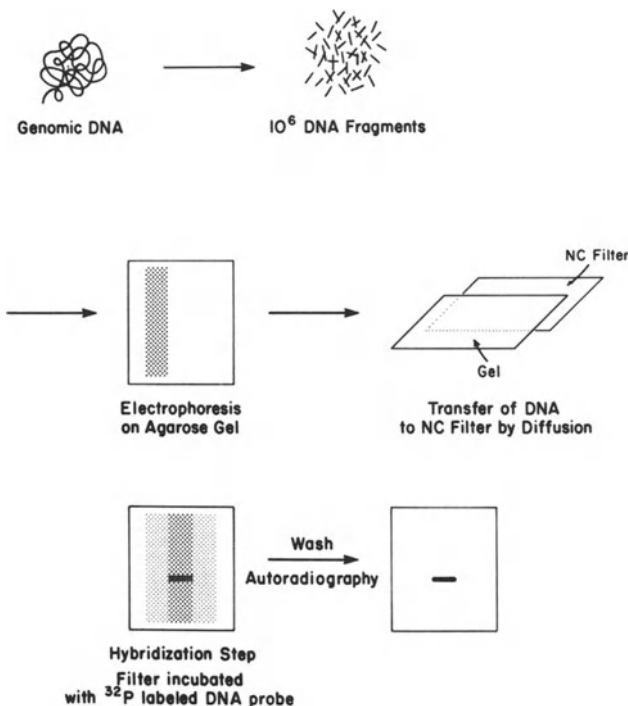 Genomic DNA
10⁶ DNA Fragments
NC Filter
Gel
Electrophoresis
on Agarose Gel
Transfer of DNA
to NC Filter by Diffusion
Wash
Autoradiography
Hybridization Step
Filter incubated
with ³²P labeled DNA probe